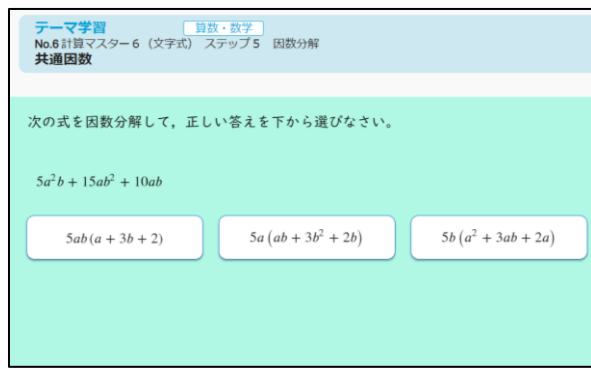 テーマ学習 算数・数学
No.6 計算マスター６（文字式） ステップ５ 因数分解
共通因数
次の式を因数分解して，正しい答えを下から選びなさい。
5a²b + 15ab² + 10ab
5ab(a + 3b + 2) 5a(ab + 3b² + 2b) 5b(a² + 3ab + 2a)